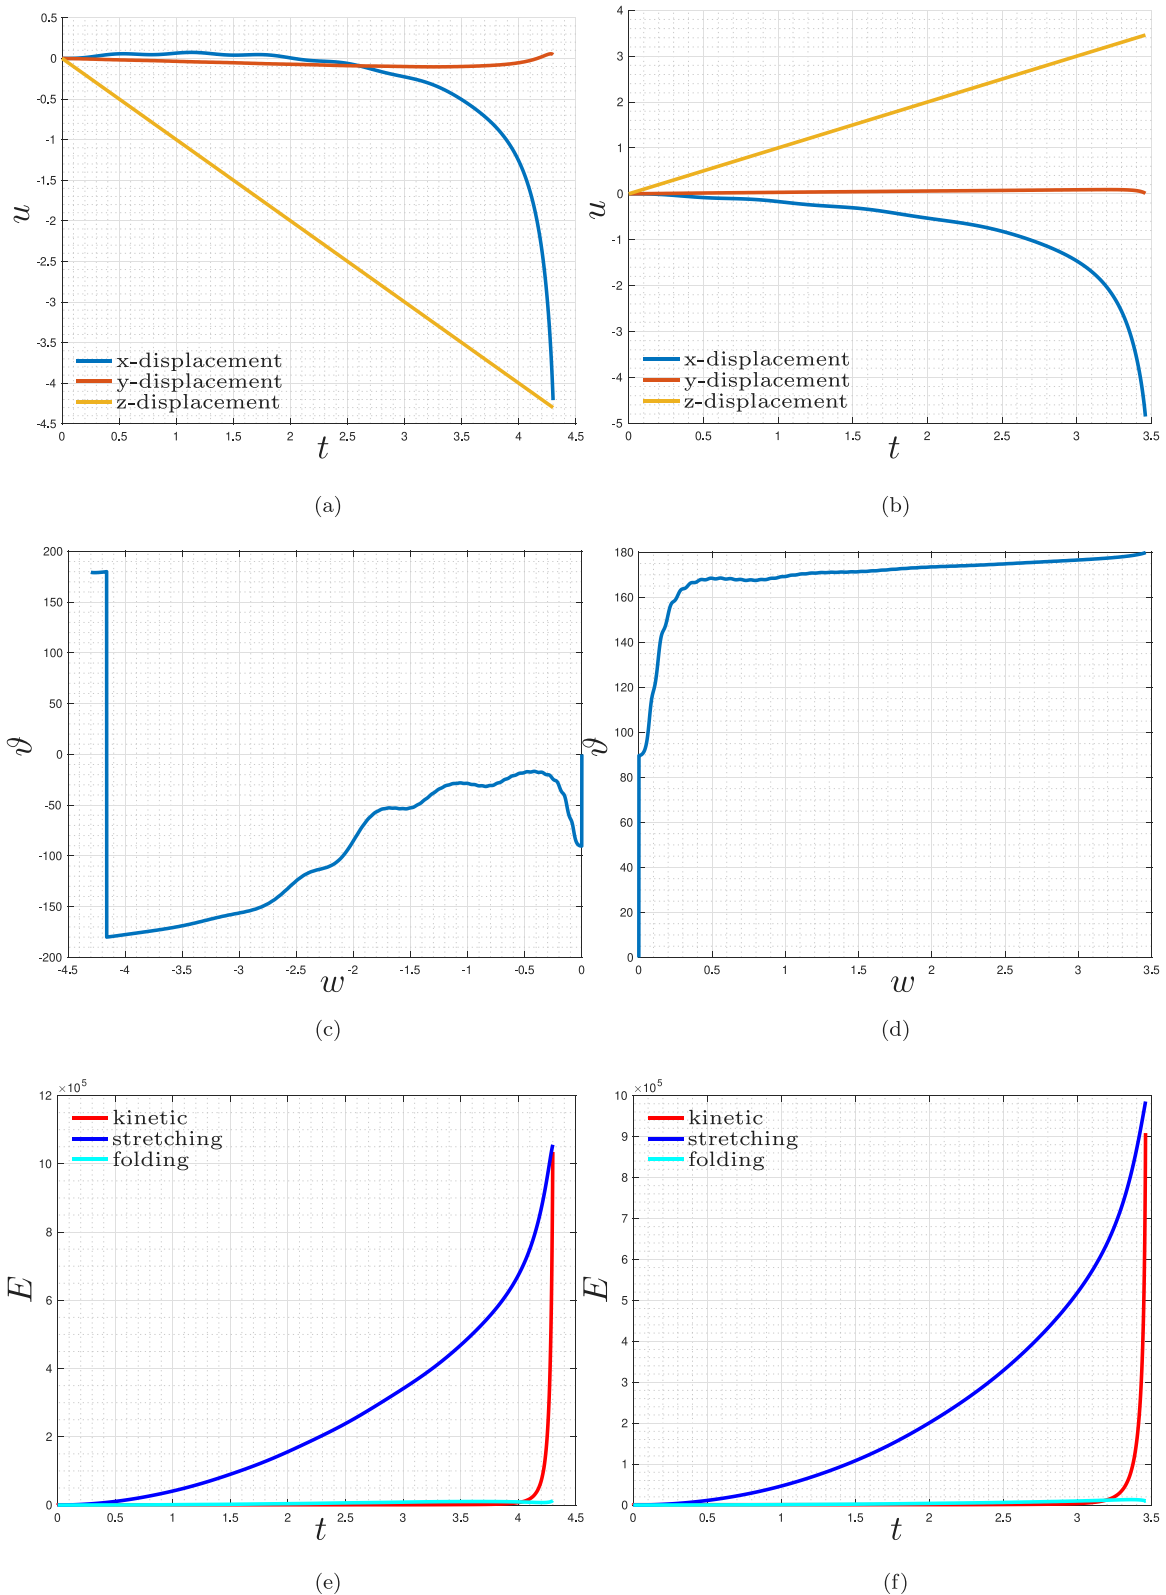 0.5
0
-0.5
-1
-1.5
-2
-2.5
-3
-3.5
-4
-4.5
u
x-displacement
y-displacement
z-displacement
0 0.5 1 1.5 2 2.5 3 3.5 4 4.5
t
(a)
4
3
2
1
0
-1
-2
-3
-4
-5
u
x-displacement
y-displacement
z-displacement
0 0.5 1 1.5 2 2.5 3 3.5
t
(b)
200
150
100
50
0
-50
-100
-150
-200
ϑ
-4.5 -4 -3.5 -3 -2.5 -2 -1.5 -1 -0.5 0
w
(c)
180
160
140
120
100
80
60
40
20
0
ϑ
0 0.5 1 1.5 2 2.5 3 3.5
w
(d)
×10⁵
12
10
8
6
4
2
0
E
kinetic
stretching
folding
0 0.5 1 1.5 2 2.5 3 3.5 4 4.5
t
(e)
×10⁵
10
9
8
7
6
5
4
3
2
1
0
E
kinetic
stretching
folding
0 0.5 1 1.5 2 2.5 3 3.5
t
(f)